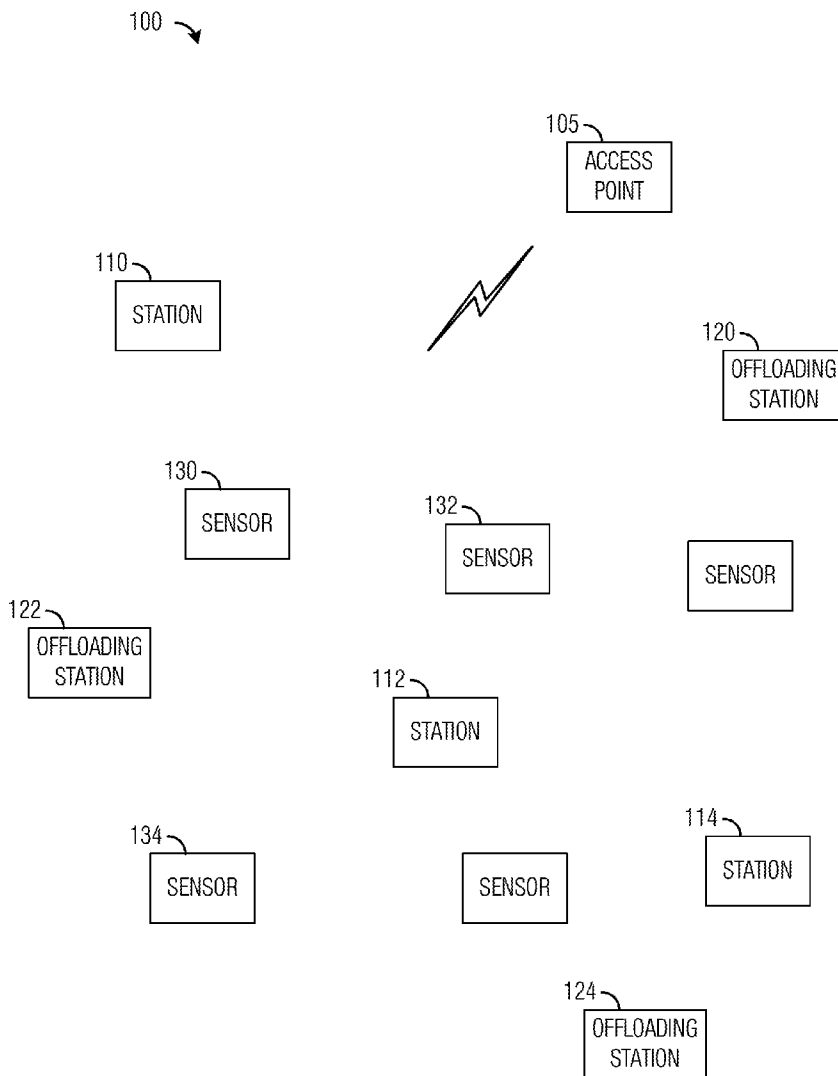 100
105
ACCESS
POINT
110
STATION
120
OFFLOADING
STATION
130
SENSOR
132
SENSOR
SENSOR
122
OFFLOADING
STATION
112
STATION
134
SENSOR
SENSOR
114
STATION
124
OFFLOADING
STATION